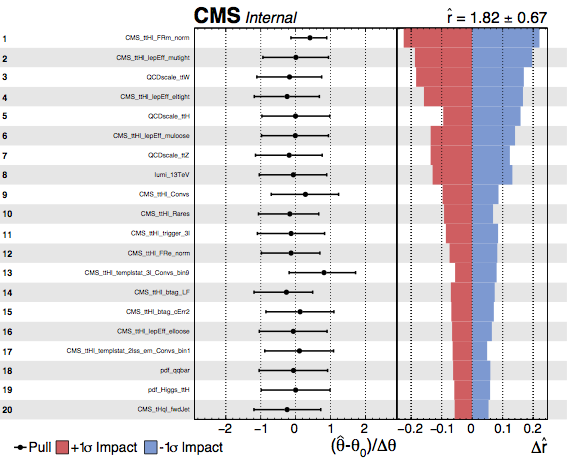 CMS Internal r̂ = 1.82 ± 0.67
1 CMS_ttHl_FRm_norm
2 CMS_ttHl_lepEff_mutight
3 QCDscale_ttW
4 CMS_ttHl_lepEff_eltight
5 QCDscale_ttH
6 CMS_ttHl_lepEff_muloose
7 QCDscale_ttZ
8 lumi_13TeV
9 CMS_ttHl_Convs
10 CMS_ttHl_Rares
11 CMS_ttHl_trigger_3l
12 CMS_ttHl_FRe_norm
13 CMS_ttHl_templstat_3l_Convs_bin9
14 CMS_ttHl_btag_LF
15 CMS_ttHl_btag_cErr2
16 CMS_ttHl_lepEff_elloose
17 CMS_ttHl_templstat_2lss_em_Convs_bin1
18 pdf_qqbar
19 pdf_Higgs_ttH
20 CMS_tHql_fwdJet
−2 −1 0 1 2 −0.2 −0.1 0 0.1 0.2
Pull +1σ Impact -1σ Impact (θ̂-θ₀)/Δθ Δr̂